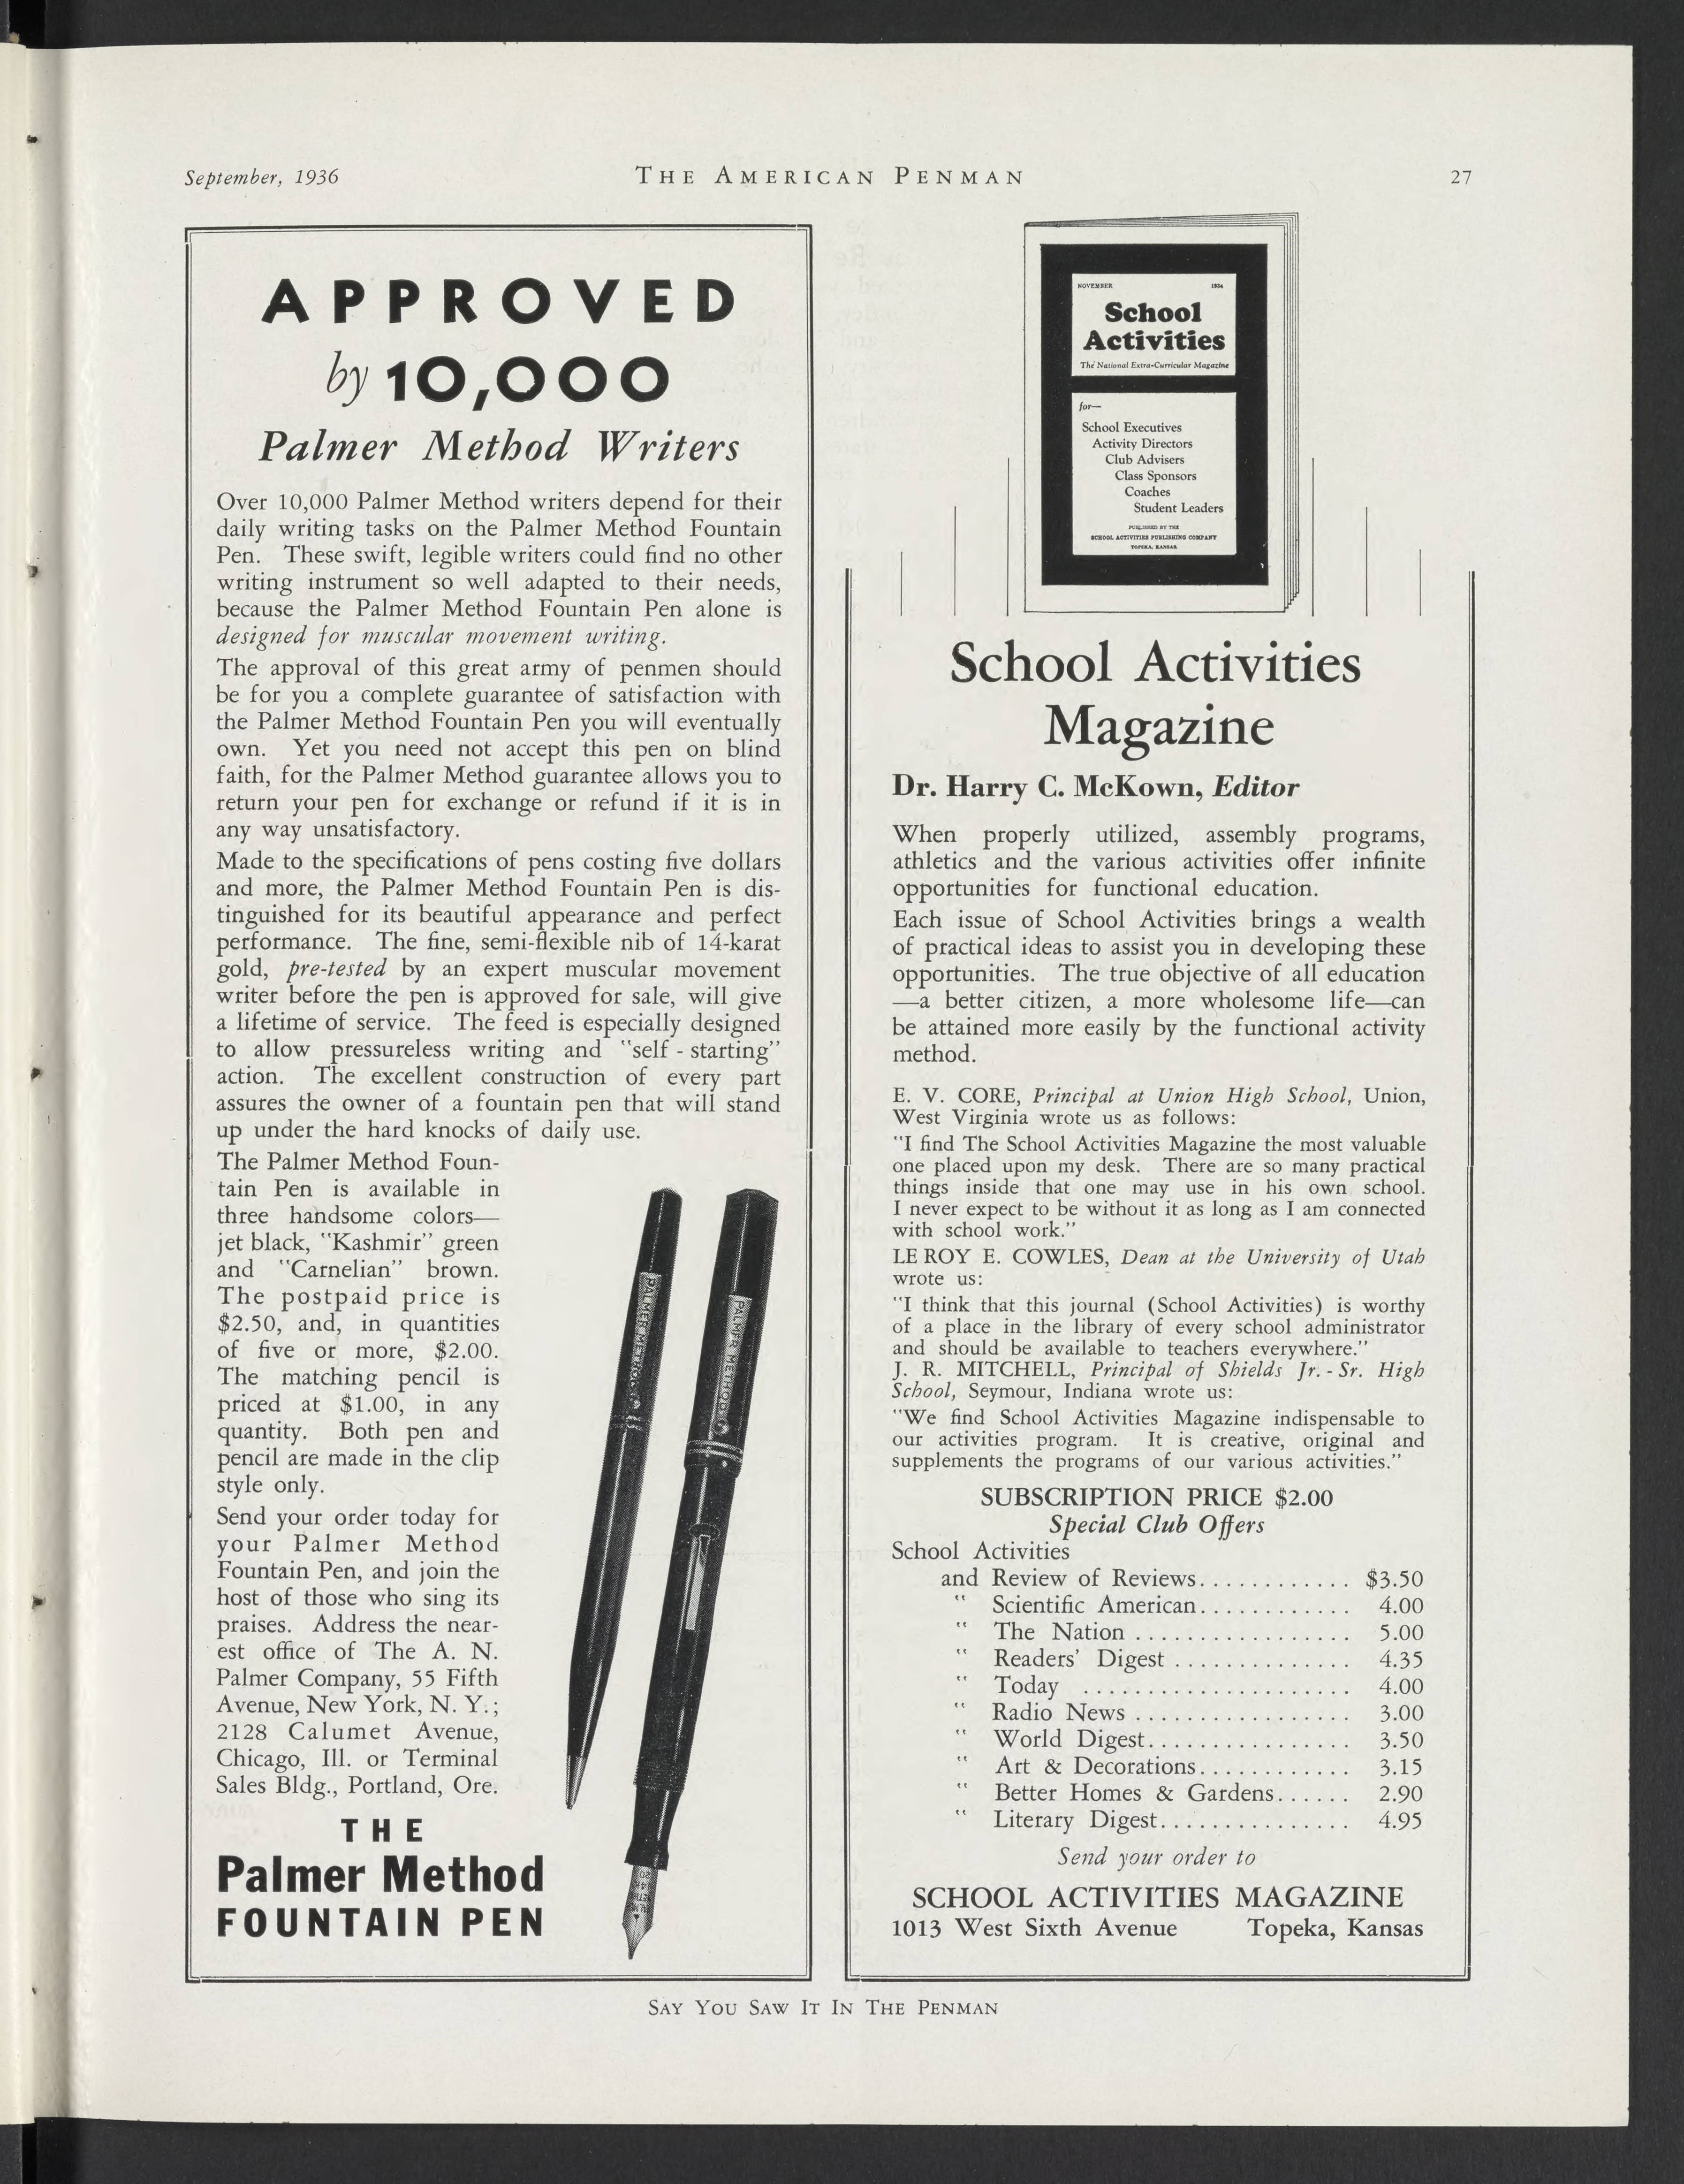 September, 1936
THE AMERICAN PENMAN
27
APPROVED
by 10,000
Palmer Method Writers
Over 10,000 Palmer Method writers depend for their
daily writing tasks on the Palmer Method Fountain
Pen. These swift, legible writers could find no other
writing instrument so well adapted to their needs,
because the Palmer Method Fountain Pen alone is
designed for muscular movement writing.
The approval of this great army of penmen should
be for you a complete guarantee of satisfaction with
the Palmer Method Fountain Pen you will eventually
own. Yet you need not accept this pen on blind
faith, for the Palmer Method guarantee allows you to
return your pen for exchange or refund if it is in
any way unsatisfactory.
Made to the specifications of pens costing five dollars
and more, the Palmer Method Fountain Pen is dis-
tinguished for its beautiful appearance and perfect
performance. The fine, semi-flexible nib of 14-karat
gold, pre-tested by an expert muscular movement
writer before the pen is approved for sale, will give
a lifetime of service. The feed is especially designed
to allow pressureless writing and "self - starting"
action. The excellent construction of every part
assures the owner of a fountain pen that will stand
up under the hard knocks of daily use.
The Palmer Method Foun-
tain Pen is available in
three handsome colors—
jet black, "Kashmir" green
and "Carnelian" brown.
The postpaid price is
$2.50, and, in quantities
of five or more, $2.00.
The matching pencil is
priced at $1.00, in any
quantity. Both pen and
pencil are made in the clip
style only.
Send your order today for
your Palmer Method
Fountain Pen, and join the
host of those who sing its
praises. Address the near-
est office of The A. N.
Palmer Company, 55 Fifth
Avenue, New York, N. Y.;
2128 Calumet Avenue,
Chicago, Ill. or Terminal
Sales Bldg., Portland, Ore.
PALMER METHOD
PALMER METHOD
THE
Palmer Method
FOUNTAIN PEN
NOVEMBER 1934
School
Activities
The National Extra-Curricular Magazine
for—
School Executives
Activity Directors
Club Advisers
Class Sponsors
Coaches
Student Leaders
PUBLISHED BY THE
SCHOOL ACTIVITIES PUBLISHING COMPANY
TOPEKA, KANSAS
School Activities
Magazine
Dr. Harry C. McKown, Editor
When properly utilized, assembly programs,
athletics and the various activities offer infinite
opportunities for functional education.
Each issue of School Activities brings a wealth
of practical ideas to assist you in developing these
opportunities. The true objective of all education
—a better citizen, a more wholesome life—can
be attained more easily by the functional activity
method.
E. V. CORE, Principal at Union High School, Union,
West Virginia wrote us as follows:
"I find The School Activities Magazine the most valuable
one placed upon my desk. There are so many practical
things inside that one may use in his own school.
I never expect to be without it as long as I am connected
with school work."
LE ROY E. COWLES, Dean at the University of Utah
wrote us:
"I think that this journal (School Activities) is worthy
of a place in the library of every school administrator
and should be available to teachers everywhere."
J. R. MITCHELL, Principal of Shields Jr. - Sr. High
School, Seymour, Indiana wrote us:
"We find School Activities Magazine indispensable to
our activities program. It is creative, original and
supplements the programs of our various activities."
SUBSCRIPTION PRICE $2.00
Special Club Offers
School Activities
and Review of Reviews............ $3.50
" Scientific American............ 4.00
" The Nation ................. 5.00
" Readers' Digest .............. 4.35
" Today ..................... 4.00
" Radio News ................. 3.00
" World Digest................ 3.50
" Art & Decorations............ 3.15
" Better Homes & Gardens...... 2.90
" Literary Digest............... 4.95
Send your order to
SCHOOL ACTIVITIES MAGAZINE
1013 West Sixth Avenue Topeka, Kansas
SAY YOU SAW IT IN THE PENMAN